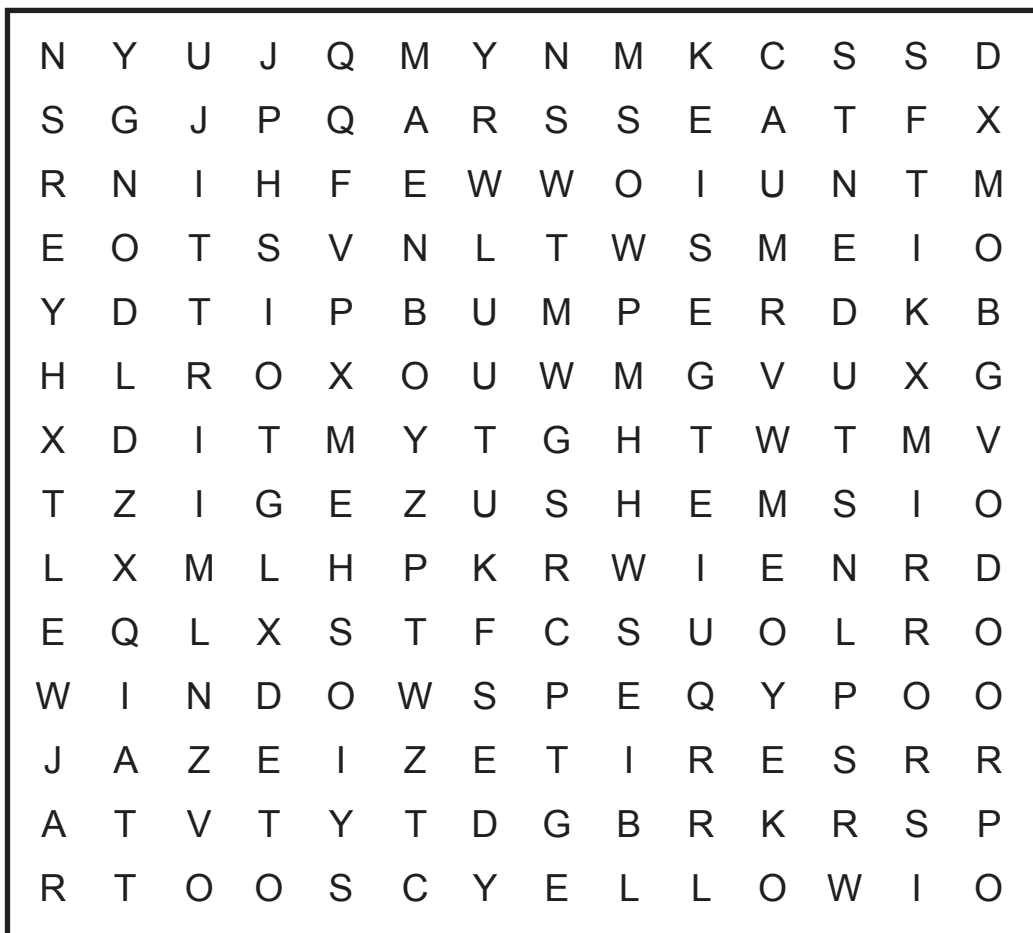 N Y U J Q M Y N M K C S S D
S G J P Q A R S S E A T F X
R N I H F E W W O I U N T M
E O T S V N L T W S M E I O
Y D T I P B U M P E R D K B
H L R O X O U W M G V U X G
X D I T M Y T G H T W T M V
T Z I G E Z U S H E M S I O
L X M L H P K R W I E N R D
E Q L X S T F C S U O L R O
W I N D O W S P E Q Y P O O
J A Z E I Z E T I R E S R R
A T V T Y T D G B R K R S P
R T O O S C Y E L L O W I O